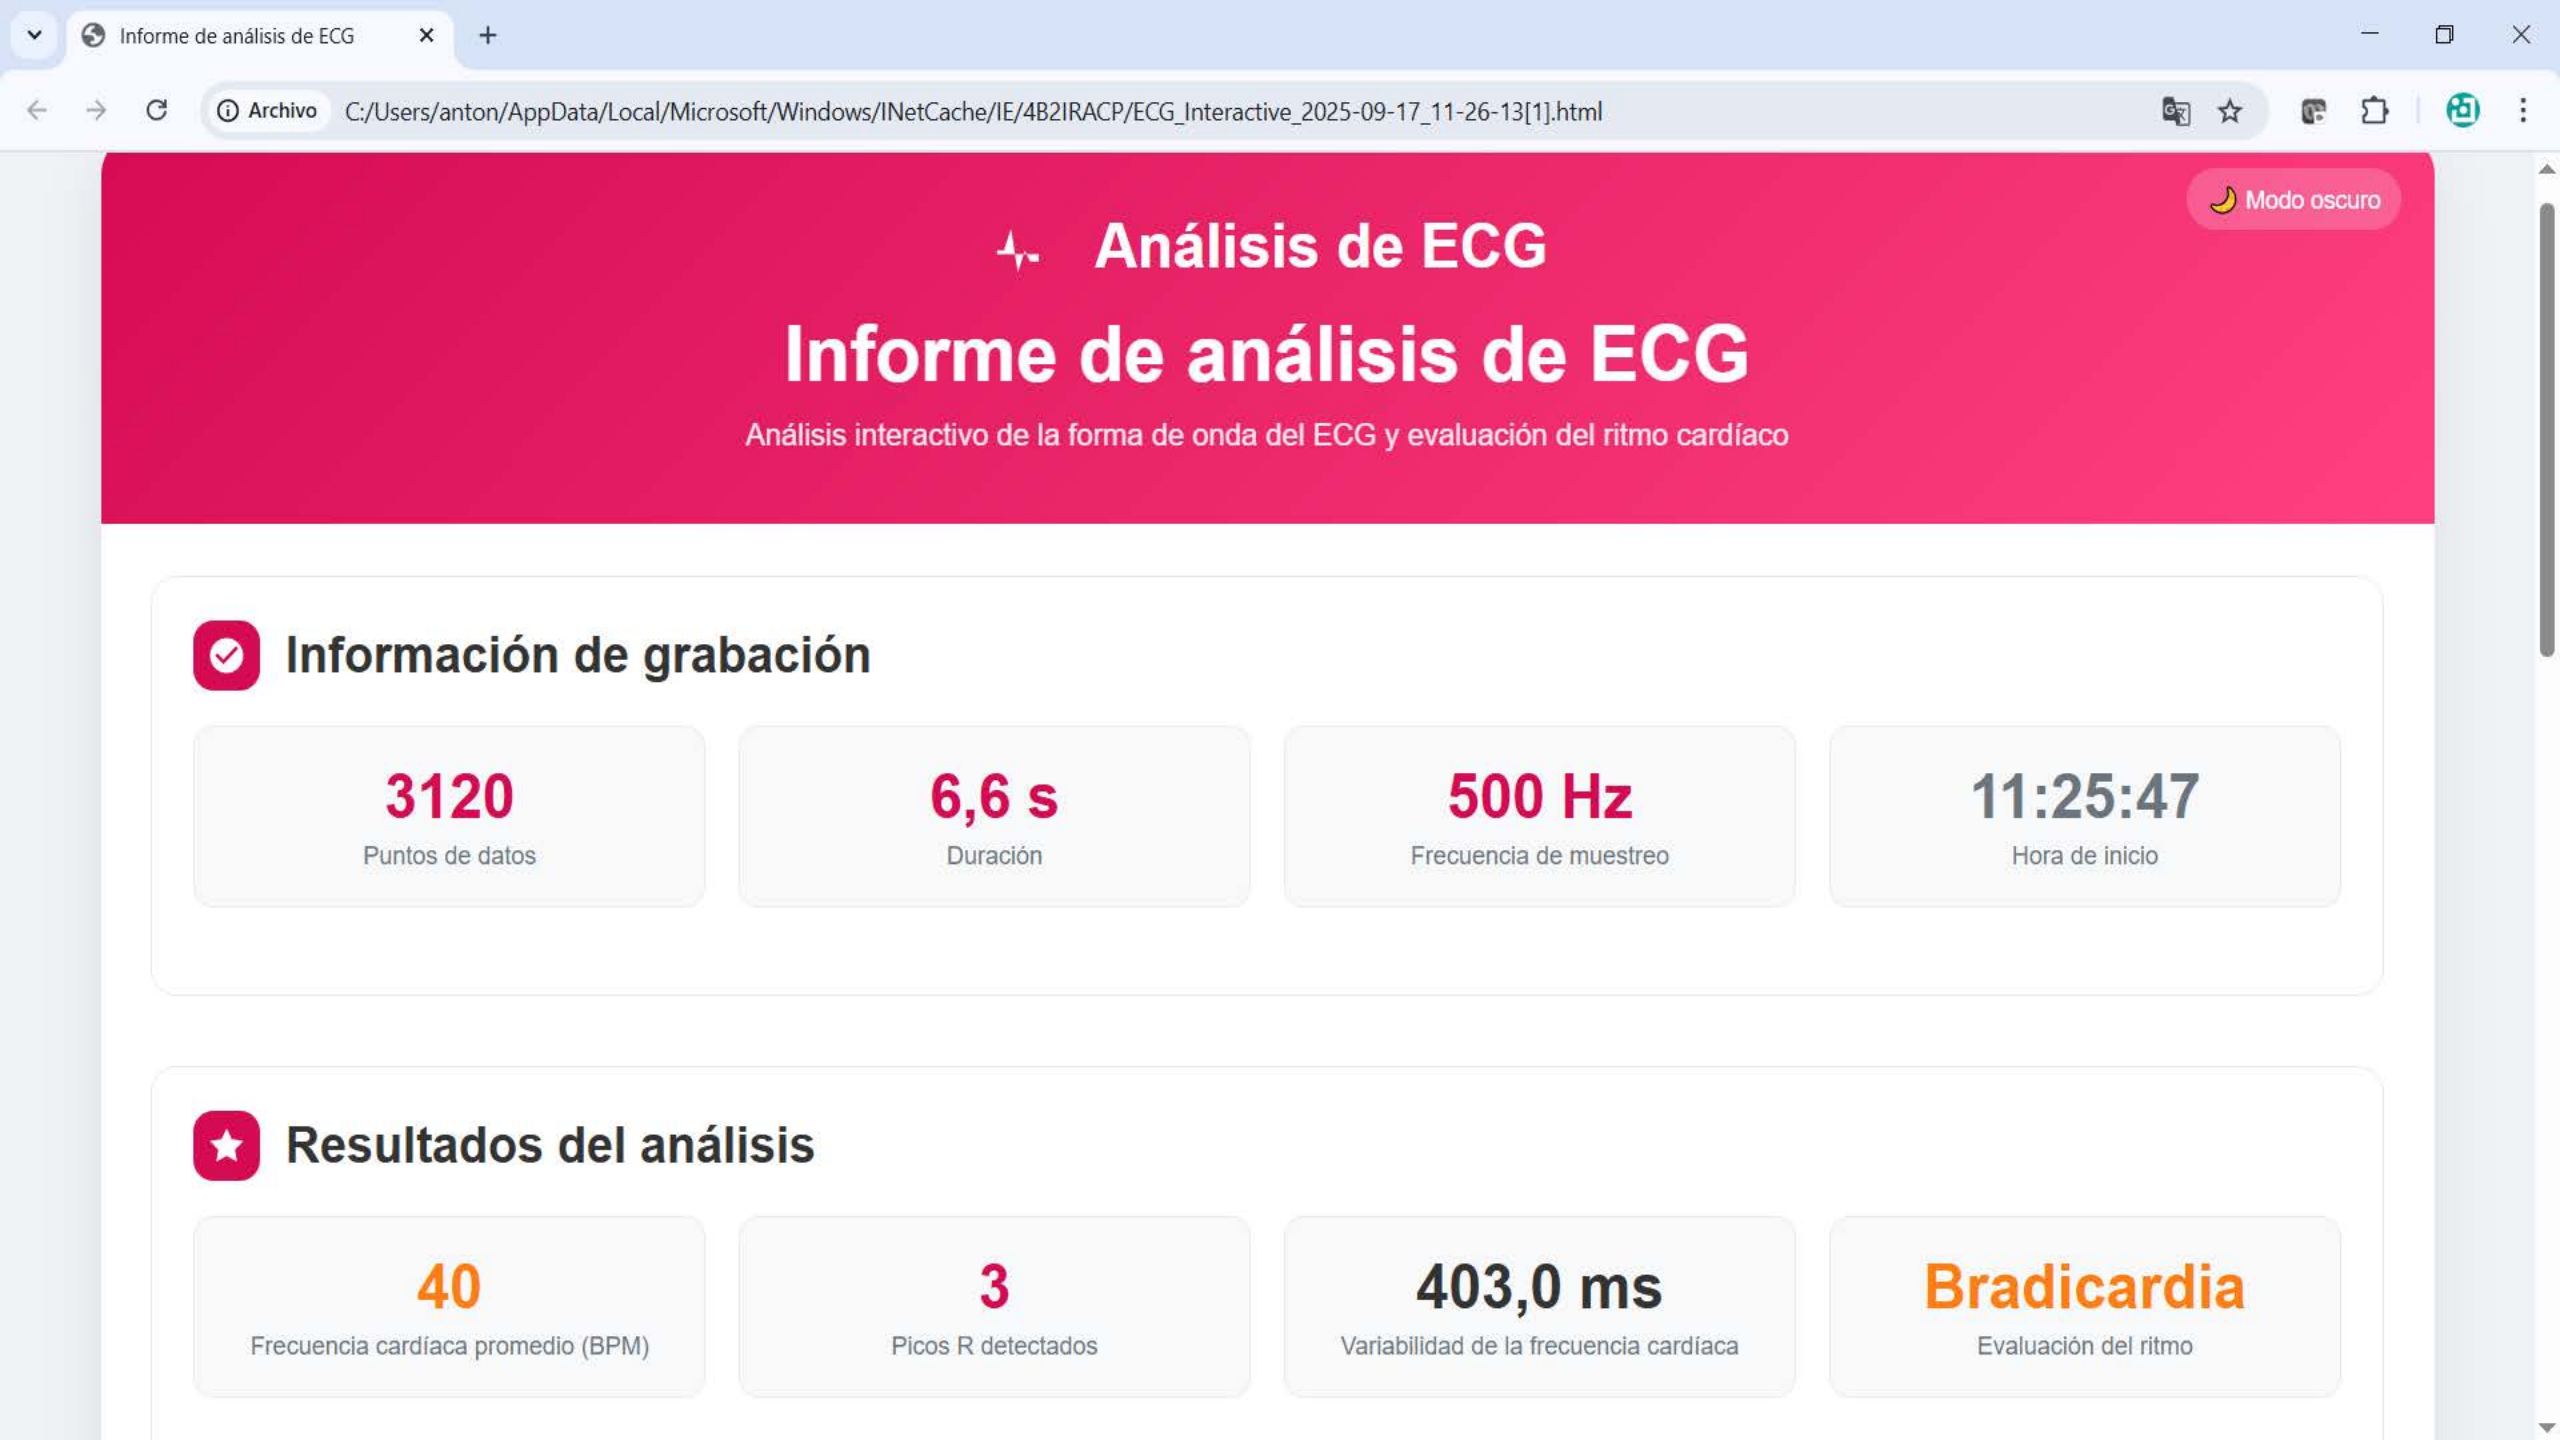 Informe de análisis de ECG
Archivo
C:/Users/anton/AppData/Local/Microsoft/Windows/INetCache/IE/4B2IRACP/ECG_Interactive_2025-09-17_11-26-13[1].html
Modo oscuro
Análisis de ECG
Informe de análisis de ECG
Análisis interactivo de la forma de onda del ECG y evaluación del ritmo cardíaco
Información de grabación
3120
Puntos de datos
6,6 s
Duración
500 Hz
Frecuencia de muestreo
11:25:47
Hora de inicio
Resultados del análisis
40
Frecuencia cardíaca promedio (BPM)
3
Picos R detectados
403,0 ms
Variabilidad de la frecuencia cardíaca
Bradicardia
Evaluación del ritmo